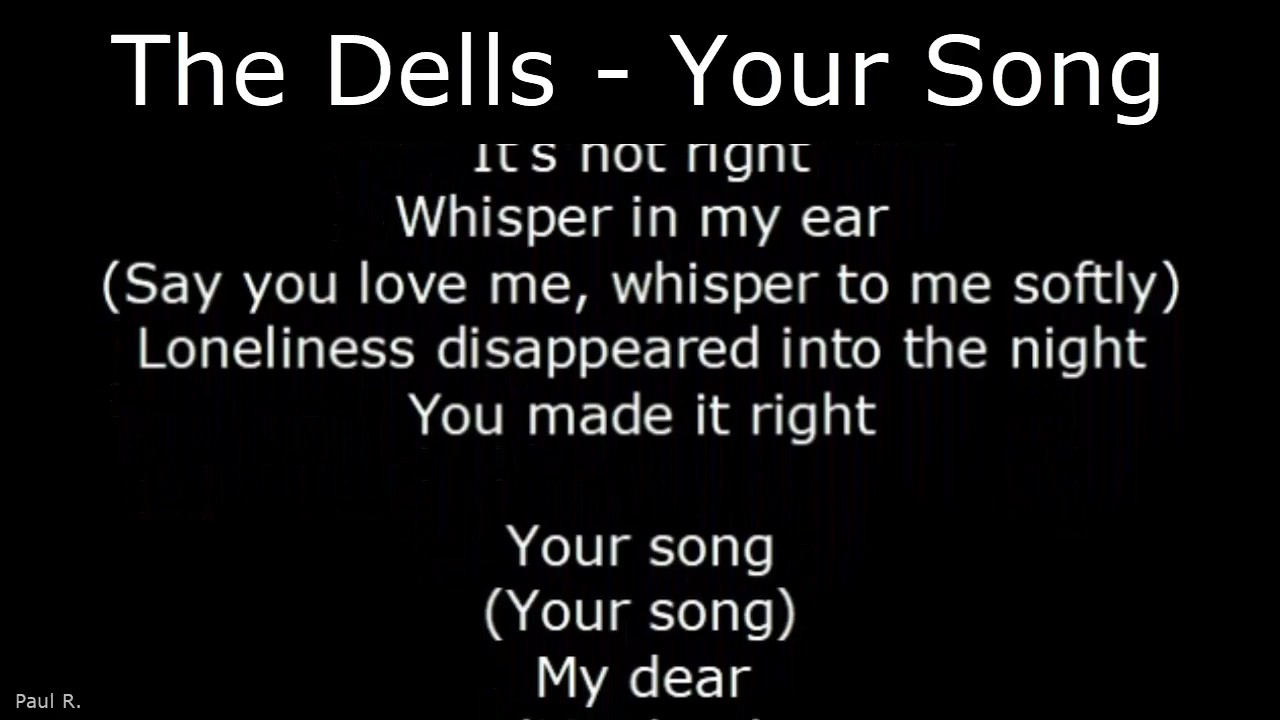 The Dells - Your Song
It's not right
Whisper in my ear
(Say you love me, whisper to me softly)
Loneliness disappeared into the night
You made it right
Your song
(Your song)
My dear
Paul R.